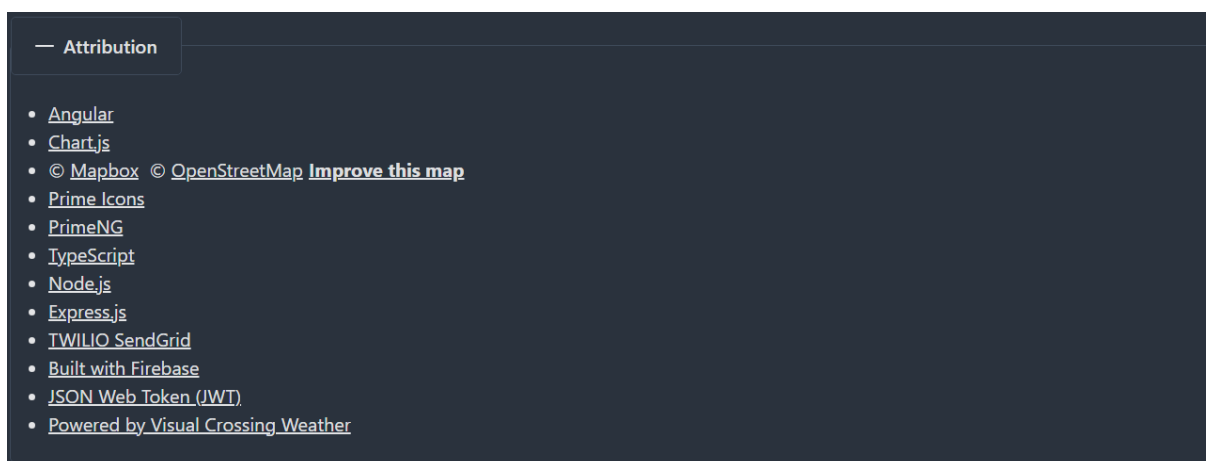 — Attribution
• Angular
• Chart.js
• © Mapbox © OpenStreetMap Improve this map
• Prime Icons
• PrimeNG
• TypeScript
• Node.js
• Express.js
• TWILIO SendGrid
• Built with Firebase
• JSON Web Token (JWT)
• Powered by Visual Crossing Weather